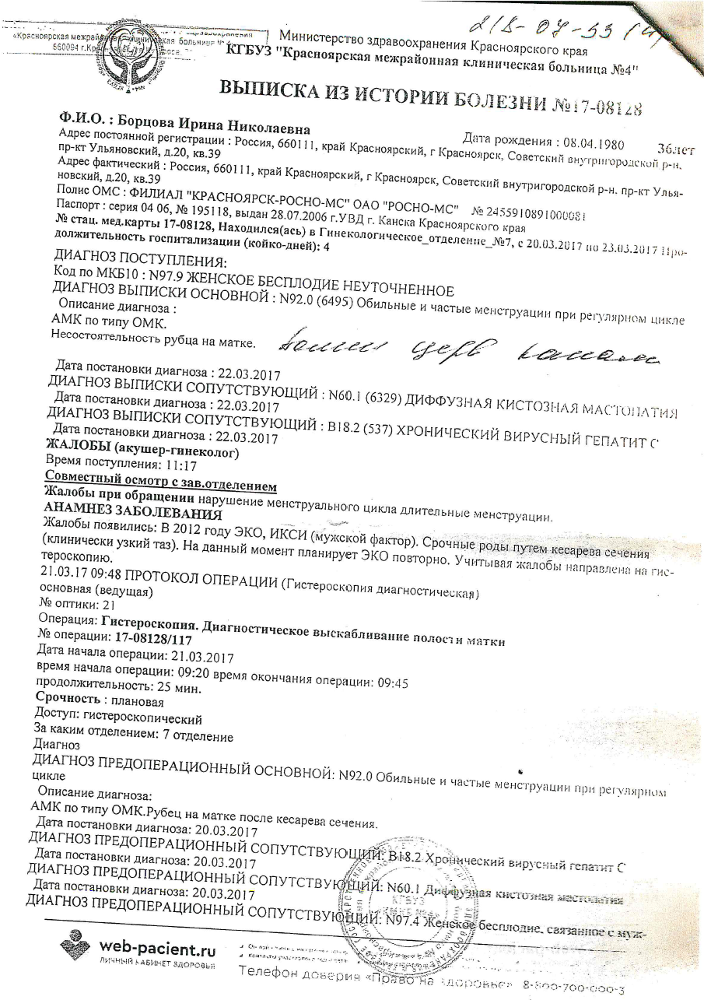 218-07-33
«Красноярская межрайонная клиническая больница №4»
Министерство здравоохранения Красноярского края
660094 г.Кр
КГБУЗ "Красноярская межрайонная клиническая больница №4"
ВЫПИСКА ИЗ ИСТОРИИ БОЛЕЗНИ №17-08128
Ф.И.О. : Борцова Ирина Николаевна
Дата рождения : 08.04.1980 36лет
Адрес постоянной регистрации : Россия, 660111, край Красноярский, г Красноярск, Советский внутригородской р-н.
пр-кт Ульяновский, д.20, кв.39
Адрес фактический : Россия, 660111, край Красноярский, г Красноярск, Советский внутригородской р-н. пр-кт Улья-
новский, д.20, кв.39
Полис ОМС : ФИЛИАЛ "КРАСНОЯРСК-РОСНО-МС" ОАО "РОСНО-МС" № 2455910891000081
Паспорт : серия 04 06, № 195118, выдан 28.07.2006 г.УВД г. Канска Красноярского края
№ стац. мед.карты 17-08128, Находился(ась) в Гинекологическое_отделение_№7, с 20.03.2017 по 23.03.2017 Про-
должительность госпитализации (койко-дней): 4
ДИАГНОЗ ПОСТУПЛЕНИЯ:
Код по МКБ10 : N97.9 ЖЕНСКОЕ БЕСПЛОДИЕ НЕУТОЧНЕННОЕ
ДИАГНОЗ ВЫПИСКИ ОСНОВНОЙ : N92.0 (6495) Обильные и частые менструации при регулярном цикле
Описание диагноза :
АМК по типу ОМК.
Несостоятельность рубца на матке. церв канала
Дата постановки диагноза : 22.03.2017
ДИАГНОЗ ВЫПИСКИ СОПУТСТВУЮЩИЙ : N60.1 (6329) ДИФФУЗНАЯ КИСТОЗНАЯ МАСТОПАТИЯ
Дата постановки диагноза : 22.03.2017
ДИАГНОЗ ВЫПИСКИ СОПУТСТВУЮЩИЙ : B18.2 (537) ХРОНИЧЕСКИЙ ВИРУСНЫЙ ГЕПАТИТ С
Дата постановки диагноза : 22.03.2017
ЖАЛОБЫ (акушер-гинеколог)
Время поступления: 11:17
Совместный осмотр с зав.отделением
Жалобы при обращении нарушение менструального цикла длительные менструации.
АНАМНЕЗ ЗАБОЛЕВАНИЯ
Жалобы появились: В 2012 году ЭКО, ИКСИ (мужской фактор). Срочные роды путем кесарева сечения
(клинически узкий таз). На данный момент планирует ЭКО повторно. Учитывая жалобы направлена на гис-
тероскопию.
21.03.17 09:48 ПРОТОКОЛ ОПЕРАЦИИ (Гистероскопия диагностическая)
основная (ведущая)
№ оптики: 21
Операция: Гистероскопия. Диагностическое выскабливание полости матки
№ операции: 17-08128/117
Дата начала операции: 21.03.2017
время начала операции: 09:20 время окончания операции: 09:45
продолжительность: 25 мин.
Срочность : плановая
Доступ: гистероскопический
За каким отделением: 7 отделение
Диагноз
ДИАГНОЗ ПРЕДОПЕРАЦИОННЫЙ ОСНОВНОЙ: N92.0 Обильные и частые менструации при регулярном
цикле
Описание диагноза:
АМК по типу ОМК.Рубец на матке после кесарева сечения.
Дата постановки диагноза: 20.03.2017
ДИАГНОЗ ПРЕДОПЕРАЦИОННЫЙ СОПУТСТВУЮЩИЙ: B18.2 Хронический вирусный гепатит С
Дата постановки диагноза: 20.03.2017
ДИАГНОЗ ПРЕДОПЕРАЦИОННЫЙ СОПУТСТВУЮЩИЙ: N60.1 Диффузная кистозная мастопатия
Дата постановки диагноза: 20.03.2017
ДИАГНОЗ ПРЕДОПЕРАЦИОННЫЙ СОПУТСТВУЮЩИЙ: N97.4 Женское бесплодие, связанное с муж-
КГБУЗ
«КМКБ №4»
web-pacient.ru
ЛИЧНЫЙ КАБИНЕТ ЗДОРОВЬЯ
Телефон доверия «Право на здоровье» 8-800-700-000-3